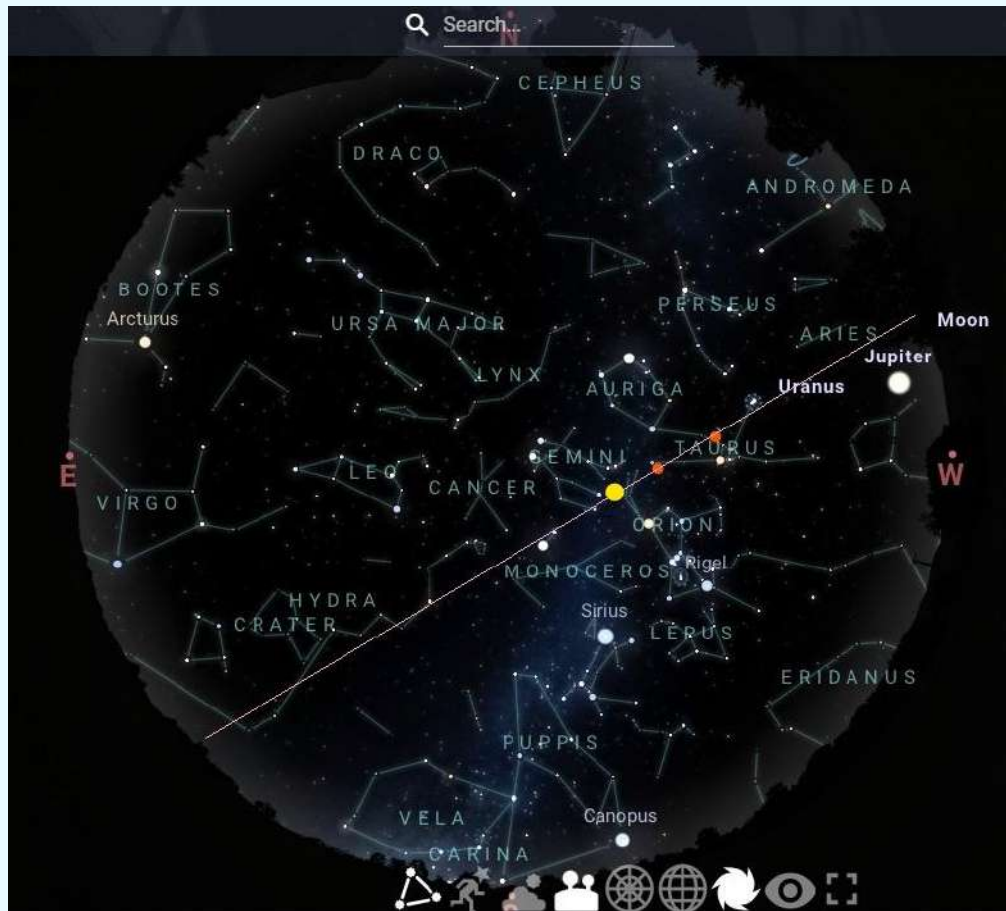 Search...
N
CEPHEUS
DRACO
ANDROMEDA
BOOTES
PERSEUS
Arcturus
URSA MAJOR
Moon
ARIES
Jupiter
LYNX
AURIGA
Uranus
TAURUS
GEMINI
LEO
E
W
CANCER
VIRGO
ORION
MONOCEROS
Rigel
HYDRA
Sirius
CRATER
LEPUS
ERIDANUS
PUPPIS
Canopus
VELA
CARINA